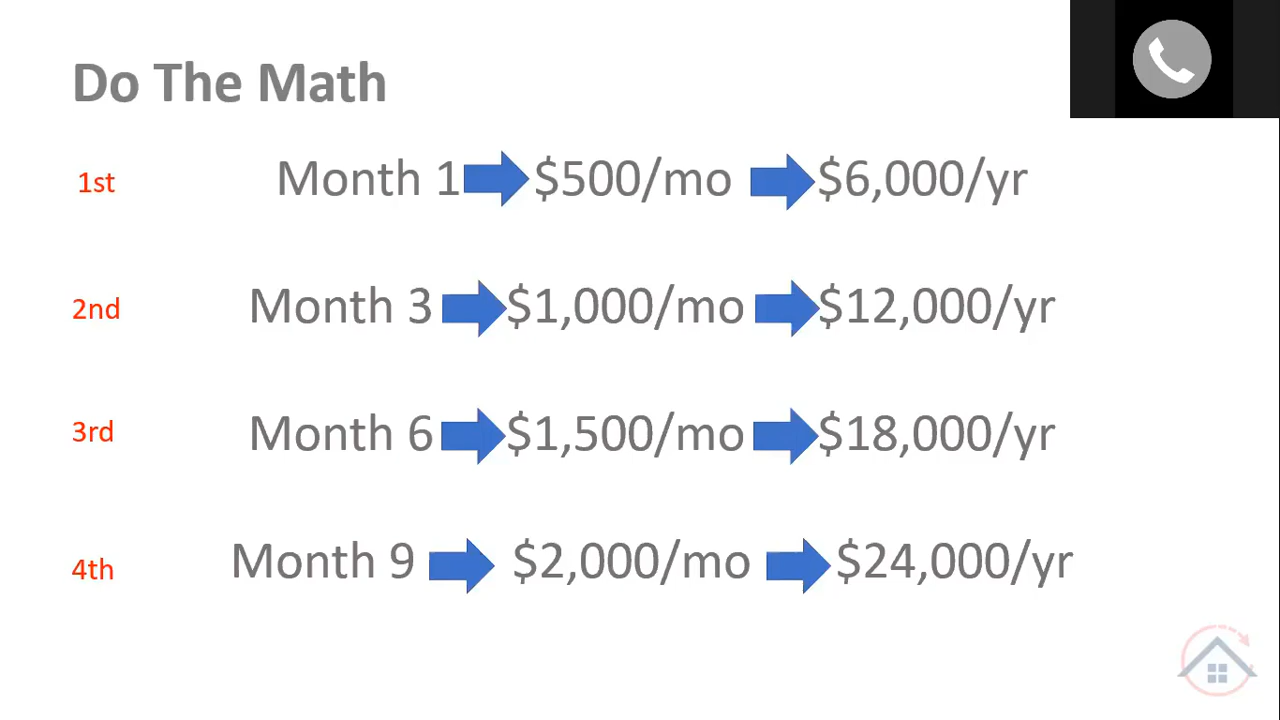 Do The Math
1st Month 1 $500/mo $6,000/yr
2nd Month 3 $1,000/mo $12,000/yr
3rd Month 6 $1,500/mo $18,000/yr
4th Month 9 $2,000/mo $24,000/yr